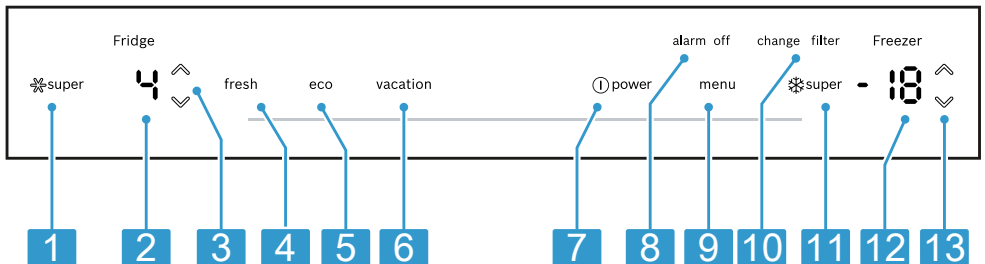 Fridge
alarm off
change filter
Freezer
super
4
fresh
eco
vacation
power
menu
super
-18
1
2
3
4
5
6
7
8
9
10
11
12
13